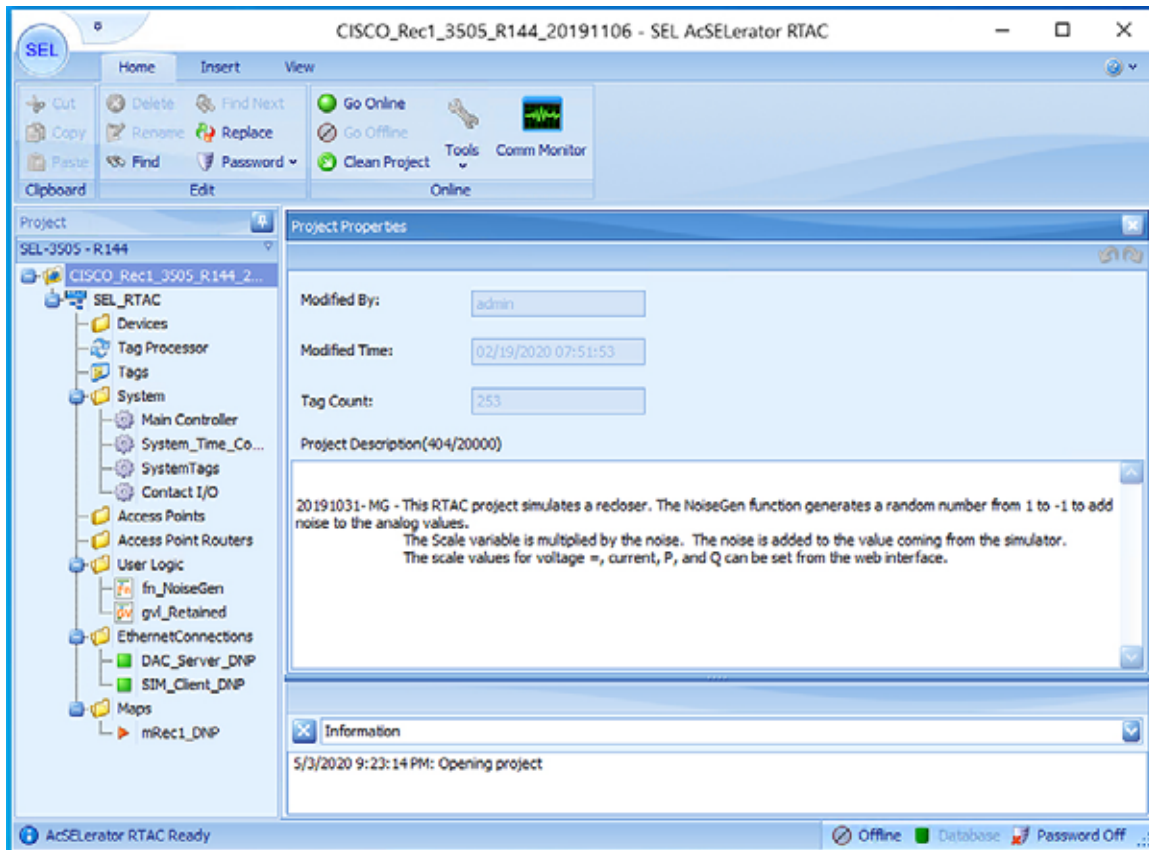 CISCO_Rec1_3505_R144_20191106 - SEL AcSELerator RTAC
SEL
Home Insert View
Cut Delete Find Next Go Online
Copy Rename Replace Go Offline
Paste Find Password Clean Project Tools Comm Monitor
Clipboard Edit Online
Project
SEL-3505 - R144
CISCO_Rec1_3505_R144_2...
SEL_RTAC
Devices
Tag Processor
Tags
System
Main Controller
System_Time_Co...
SystemTags
Contact I/O
Access Points
Access Point Routers
User Logic
fn_NoiseGen
gvl_Retained
EthernetConnections
DAC_Server_DNP
SIM_Client_DNP
Maps
mRec1_DNP
Project Properties
Modified By: admin
Modified Time: 02/19/2020 07:51:53
Tag Count: 253
Project Description(404/20000)
20191031- MG - This RTAC project simulates a recloser. The NoiseGen function generates a random number from 1 to -1 to add
noise to the analog values.
The Scale variable is multiplied by the noise. The noise is added to the value coming from the simulator.
The scale values for voltage =, current, P, and Q can be set from the web interface.
Information
5/3/2020 9:23:14 PM: Opening project
AcSELerator RTAC Ready
Offline Database Password Off